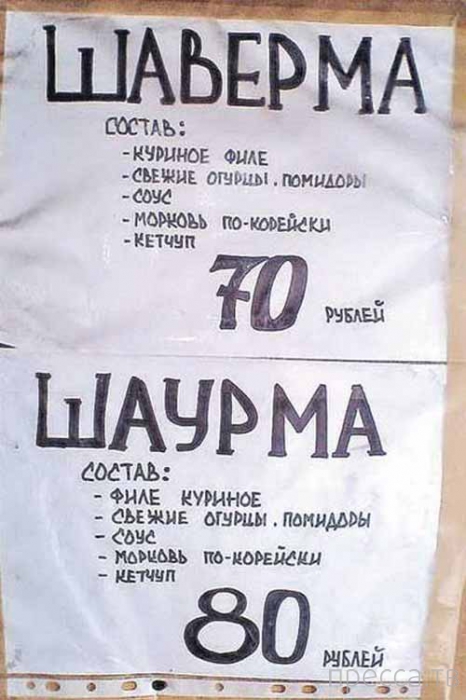 ШАВЕРМА
СОСТАВ:
- КУРИНОЕ ФИЛЕ
- СВЕЖИЕ ОГУРЦЫ. ПОМИДОРЫ
- СОУС
- МОРКОВЬ ПО-КОРЕЙСКИ
- КЕТЧУП
70 РУБЛЕЙ
ШАУРМА
СОСТАВ:
- ФИЛЕ КУРИНОЕ
- СВЕЖИЕ ОГУРЦЫ. ПОМИДОРЫ
- СОУС
- МОРКОВЬ ПО-КОРЕЙСКИ
- КЕТЧУП
80 РУБЛЕЙ